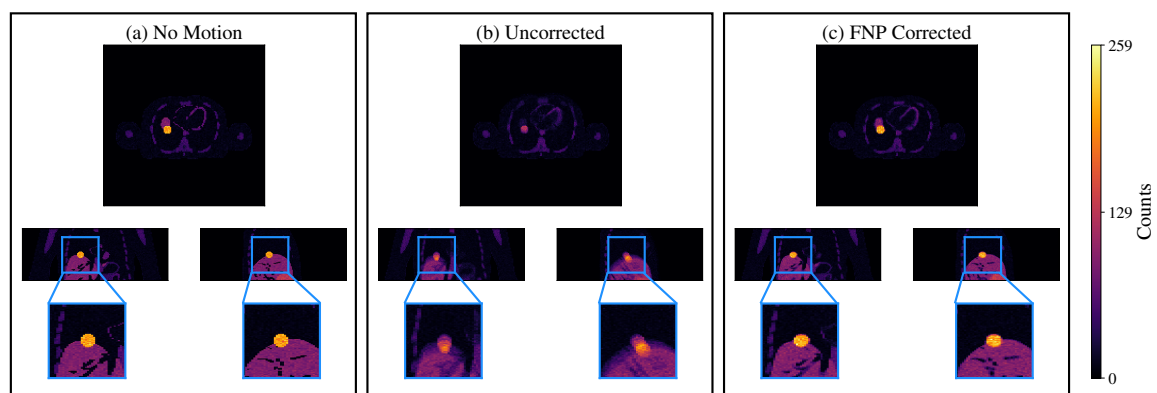 (a) No Motion
(b) Uncorrected
(c) FNP Corrected
259
129
0
Counts